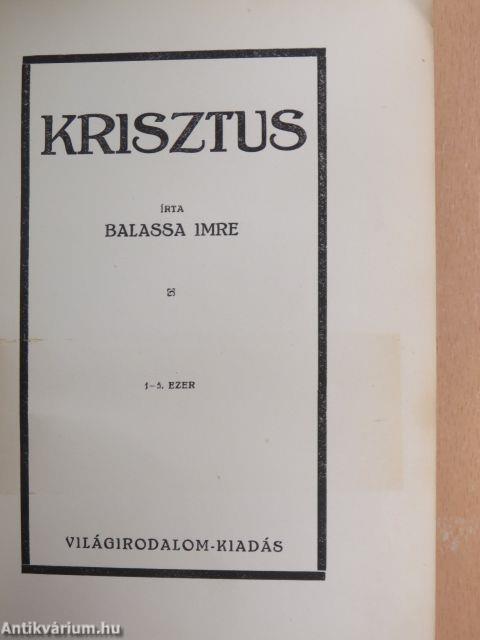 KRISZTUS
ÍRTA
BALASSA IMRE
1–5. EZER
VILÁGIRODALOM-KIADÁS
Antikvárium.hu